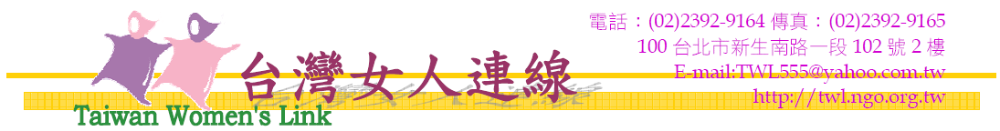 電話：(02)2392-9164 傳真：(02)2392-9165
100 台北市新生南路一段 102 號 2 樓
E-mail:TWL555@yahoo.com.tw
http://twl.ngo.org.tw
台灣女人連線
Taiwan Women's Link